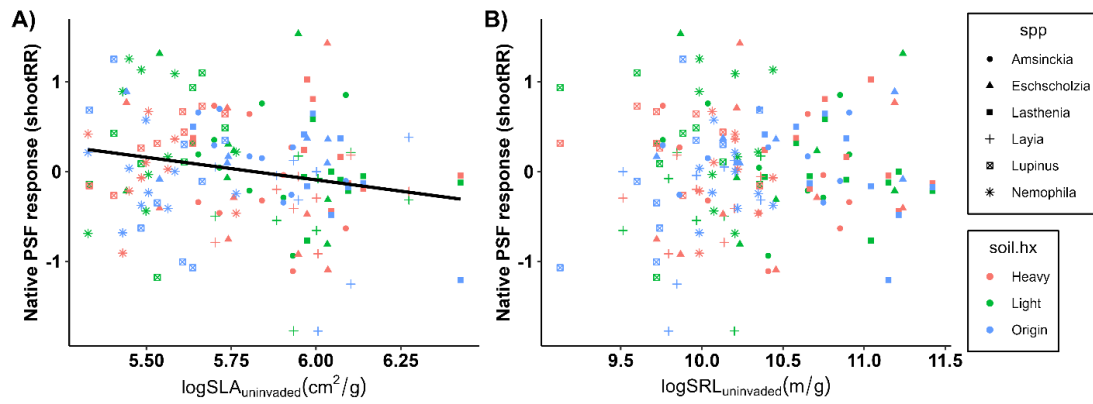 A)
Native PSF response (shootRR)
1
0
-1
5.50 5.75 6.00 6.25
logSLAuninvaded(cm²/g)
B)
Native PSF response (shootRR)
1
0
-1
9.5 10.0 10.5 11.0 11.5
logSRLuninvaded(m/g)
spp
Amsinckia
Eschscholzia
Lasthenia
Layia
Lupinus
Nemophila
soil.hx
Heavy
Light
Origin